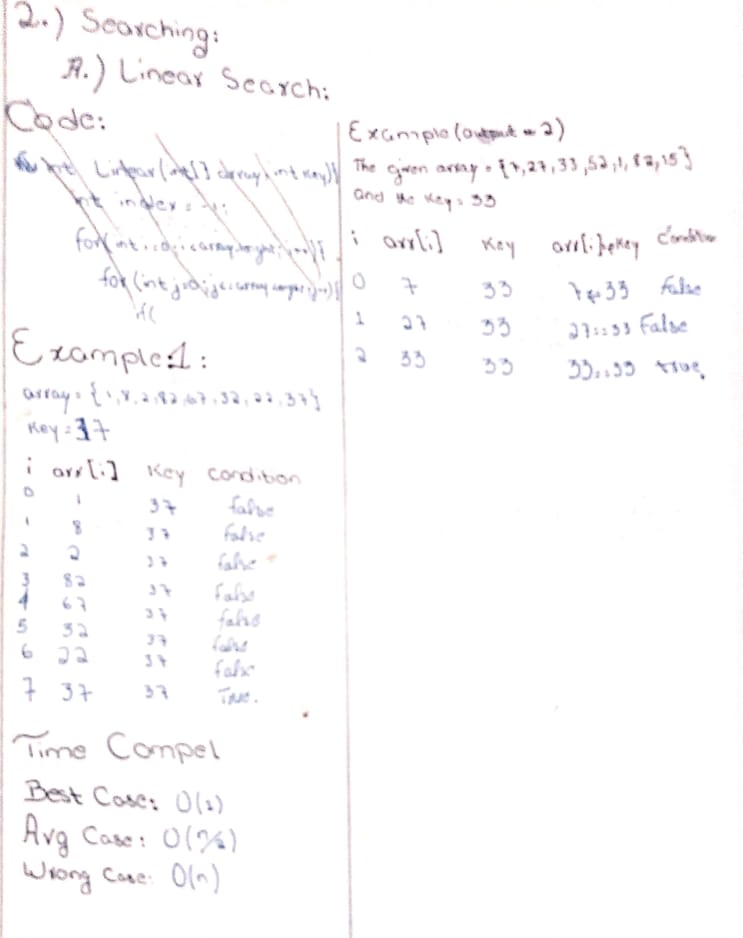 2.) Searching:
A.) Linear Search:
Code:
int Linear(int[] array, int key){
int index = -1;
for(int i=0; i<array.length; i++){
for(int j=0; j<array.length; j++){
if(
Example:1:
array = {1, 8, 2, 82, 67, 32, 22, 37}
Key = 37
i arr[i] Key condition
0 1 37 false
1 8 37 false
2 2 37 false
3 82 37 false
4 67 37 false
5 32 37 false
6 22 37 false
7 37 37 True.
Time Compel
Best Case: O(1)
Avg Case: O(n/2)
Wrong Case: O(n)
Example (output = 2)
The given array = {7, 27, 33, 52, 1, 82, 15}
and the key = 33
i arr[i] Key arr[i]==Key Condition
0 7 33 7==33 False
1 27 33 27==33 False
2 33 33 33==33 true.